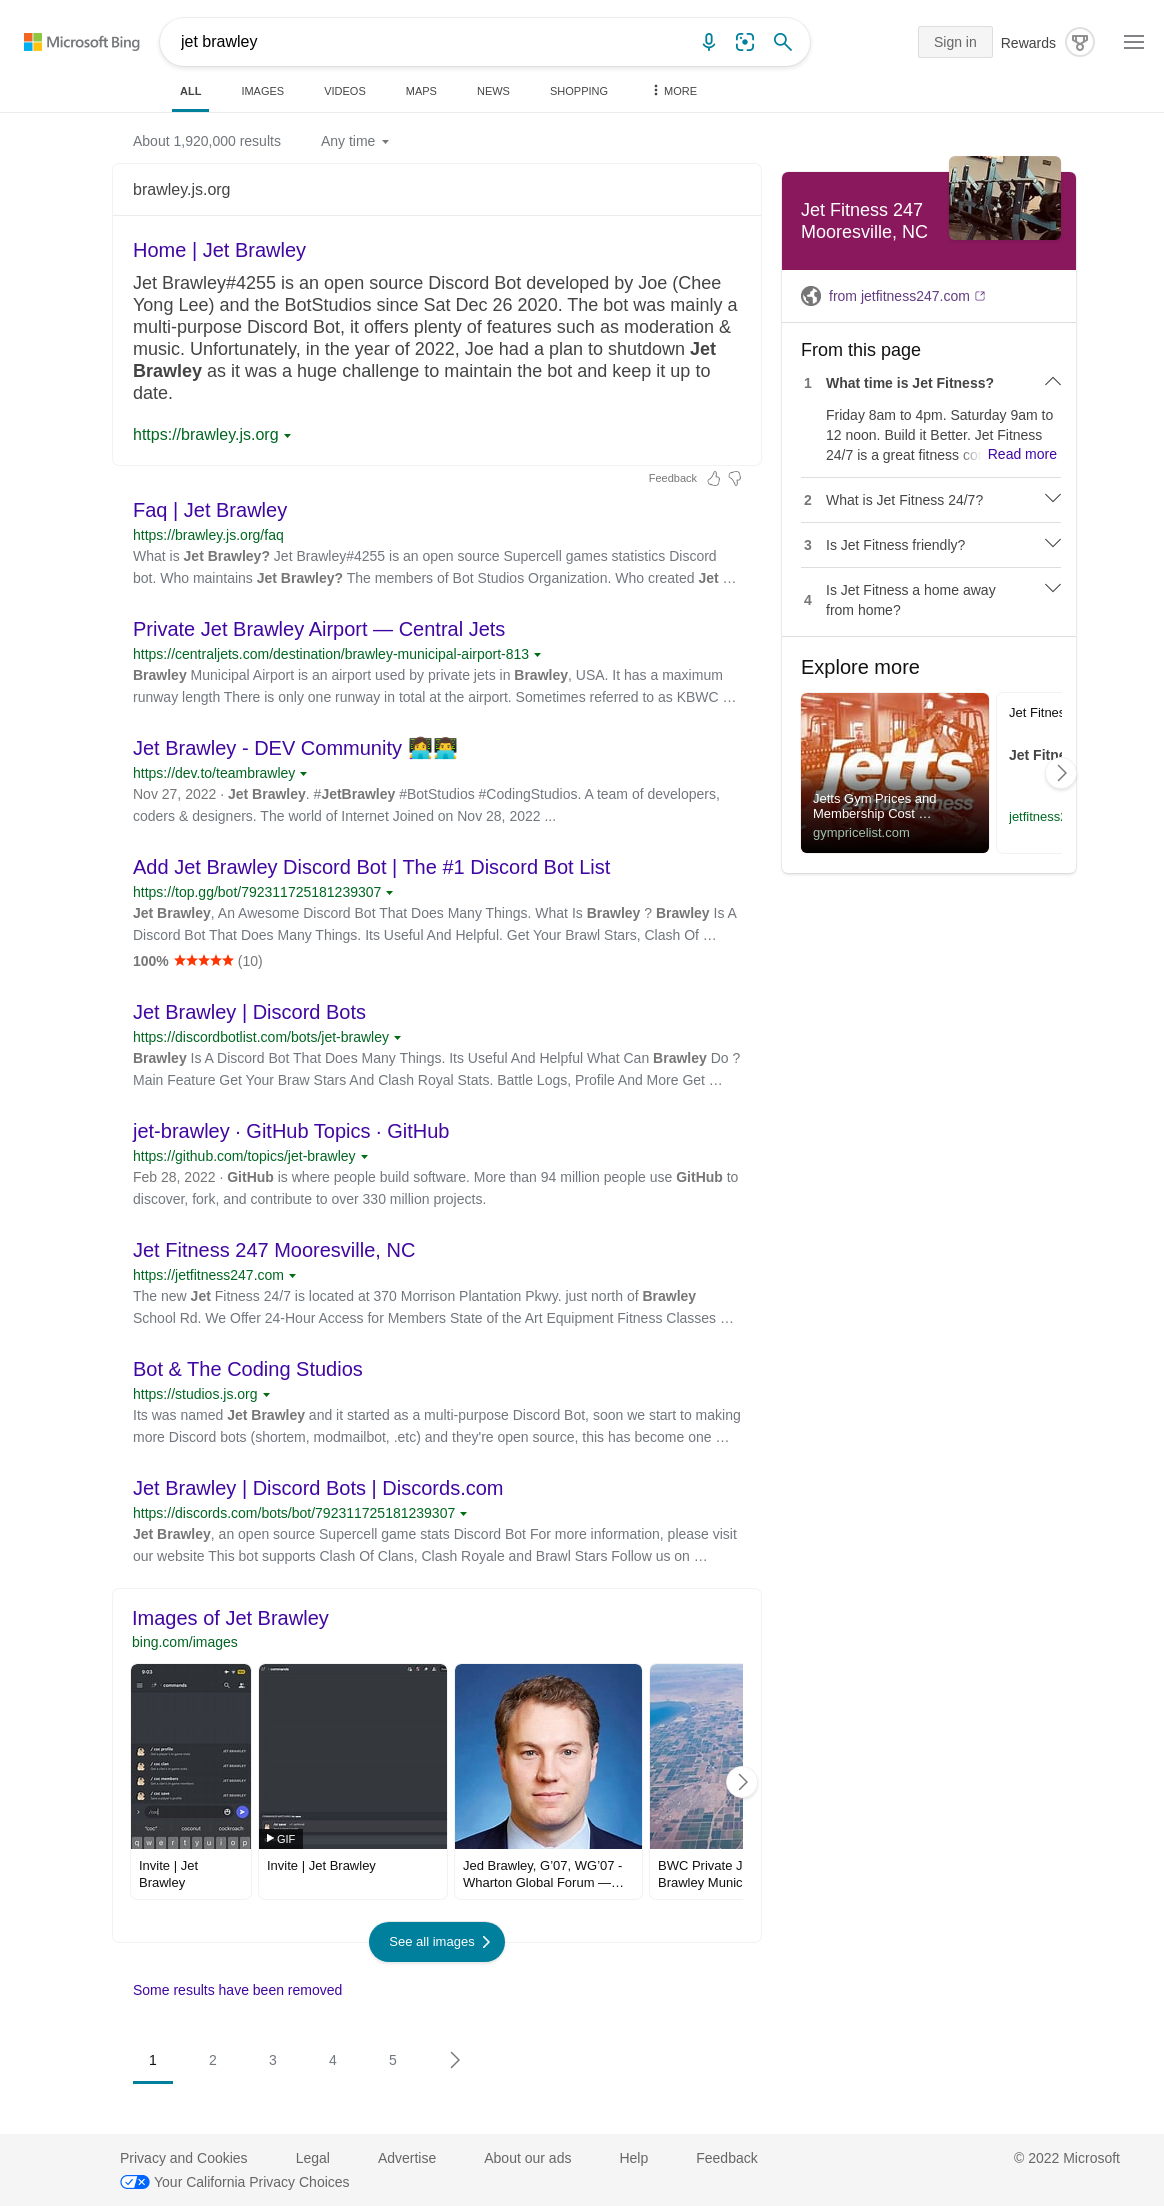 Microsoft Bing
jet brawley
Sign in
Rewards
ALL
IMAGES
VIDEOS
MAPS
NEWS
SHOPPING
MORE
About 1,920,000 results
Any time
brawley.js.org
Home | Jet Brawley
Jet Brawley#4255 is an open source Discord Bot developed by Joe (Chee
Yong Lee) and the BotStudios since Sat Dec 26 2020. The bot was mainly a
multi-purpose Discord Bot, it offers plenty of features such as moderation &
music. Unfortunately, in the year of 2022, Joe had a plan to shutdown Jet
Brawley as it was a huge challenge to maintain the bot and keep it up to
date.
https://brawley.js.org
Feedback
Faq | Jet Brawley
https://brawley.js.org/faq
What is Jet Brawley? Jet Brawley#4255 is an open source Supercell games statistics Discord
bot. Who maintains Jet Brawley? The members of Bot Studios Organization. Who created Jet …
Private Jet Brawley Airport — Central Jets
https://centraljets.com/destination/brawley-municipal-airport-813
Brawley Municipal Airport is an airport used by private jets in Brawley, USA. It has a maximum
runway length There is only one runway in total at the airport. Sometimes referred to as KBWC …
Jet Brawley - DEV Community 👩‍💻👨‍💻
https://dev.to/teambrawley
Nov 27, 2022 · Jet Brawley. #JetBrawley #BotStudios #CodingStudios. A team of developers,
coders & designers. The world of Internet Joined on Nov 28, 2022 ...
Add Jet Brawley Discord Bot | The #1 Discord Bot List
https://top.gg/bot/792311725181239307
Jet Brawley, An Awesome Discord Bot That Does Many Things. What Is Brawley ? Brawley Is A
Discord Bot That Does Many Things. Its Useful And Helpful. Get Your Brawl Stars, Clash Of …
100% ★★★★★ (10)
Jet Brawley | Discord Bots
https://discordbotlist.com/bots/jet-brawley
Brawley Is A Discord Bot That Does Many Things. Its Useful And Helpful What Can Brawley Do ?
Main Feature Get Your Braw Stars And Clash Royal Stats. Battle Logs, Profile And More Get …
jet-brawley · GitHub Topics · GitHub
https://github.com/topics/jet-brawley
Feb 28, 2022 · GitHub is where people build software. More than 94 million people use GitHub to
discover, fork, and contribute to over 330 million projects.
Jet Fitness 247 Mooresville, NC
https://jetfitness247.com
The new Jet Fitness 24/7 is located at 370 Morrison Plantation Pkwy. just north of Brawley
School Rd. We Offer 24-Hour Access for Members State of the Art Equipment Fitness Classes …
Bot & The Coding Studios
https://studios.js.org
Its was named Jet Brawley and it started as a multi-purpose Discord Bot, soon we start to making
more Discord bots (shortem, modmailbot, .etc) and they're open source, this has become one …
Jet Brawley | Discord Bots | Discords.com
https://discords.com/bots/bot/792311725181239307
Jet Brawley, an open source Supercell game stats Discord Bot For more information, please visit
our website This bot supports Clash Of Clans, Clash Royale and Brawl Stars Follow us on …
Images of Jet Brawley
bing.com/images
9:03
commands
/ coc profile
/ coc clan
/ coc members
/ coc save
JET BRAWLEY
JET BRAWLEY
JET BRAWLEY
JET BRAWLEY
/coc
"coc" coconut cockroach
q w e r t y u i o p
commands
GIF
Invite | Jet
Brawley
Invite | Jet Brawley
Jed Brawley, G'07, WG'07 -
Wharton Global Forum —…
BWC Private J
Brawley Munic
See all images
Some results have been removed
1 2 3 4 5
Jet Fitness 247
Mooresville, NC
from jetfitness247.com
From this page
1 What time is Jet Fitness?
Friday 8am to 4pm. Saturday 9am to
12 noon. Build it Better. Jet Fitness
24/7 is a great fitness co Read more
2 What is Jet Fitness 24/7?
3 Is Jet Fitness friendly?
4 Is Jet Fitness a home away
from home?
Explore more
jetts
24 hour fitness
Jetts Gym Prices and
Membership Cost …
gympricelist.com
Jet Fitnes
Jet Fitne
jetfitness2
Privacy and Cookies
Legal
Advertise
About our ads
Help
Feedback
© 2022 Microsoft
Your California Privacy Choices